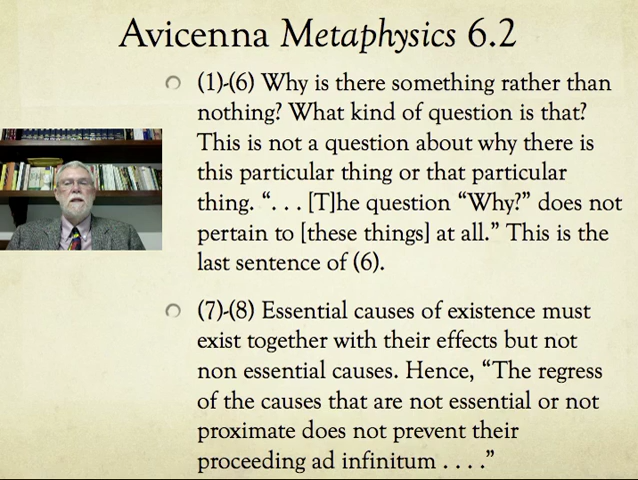 Avicenna Metaphysics 6.2
(1)-(6) Why is there something rather than
nothing? What kind of question is that?
This is not a question about why there is
this particular thing or that particular
thing. “. . . [T]he question “Why?” does not
pertain to [these things] at all.” This is the
last sentence of (6).
(7)-(8) Essential causes of existence must
exist together with their effects but not
non essential causes. Hence, “The regress
of the causes that are not essential or not
proximate does not prevent their
proceeding ad infinitum . . . .”